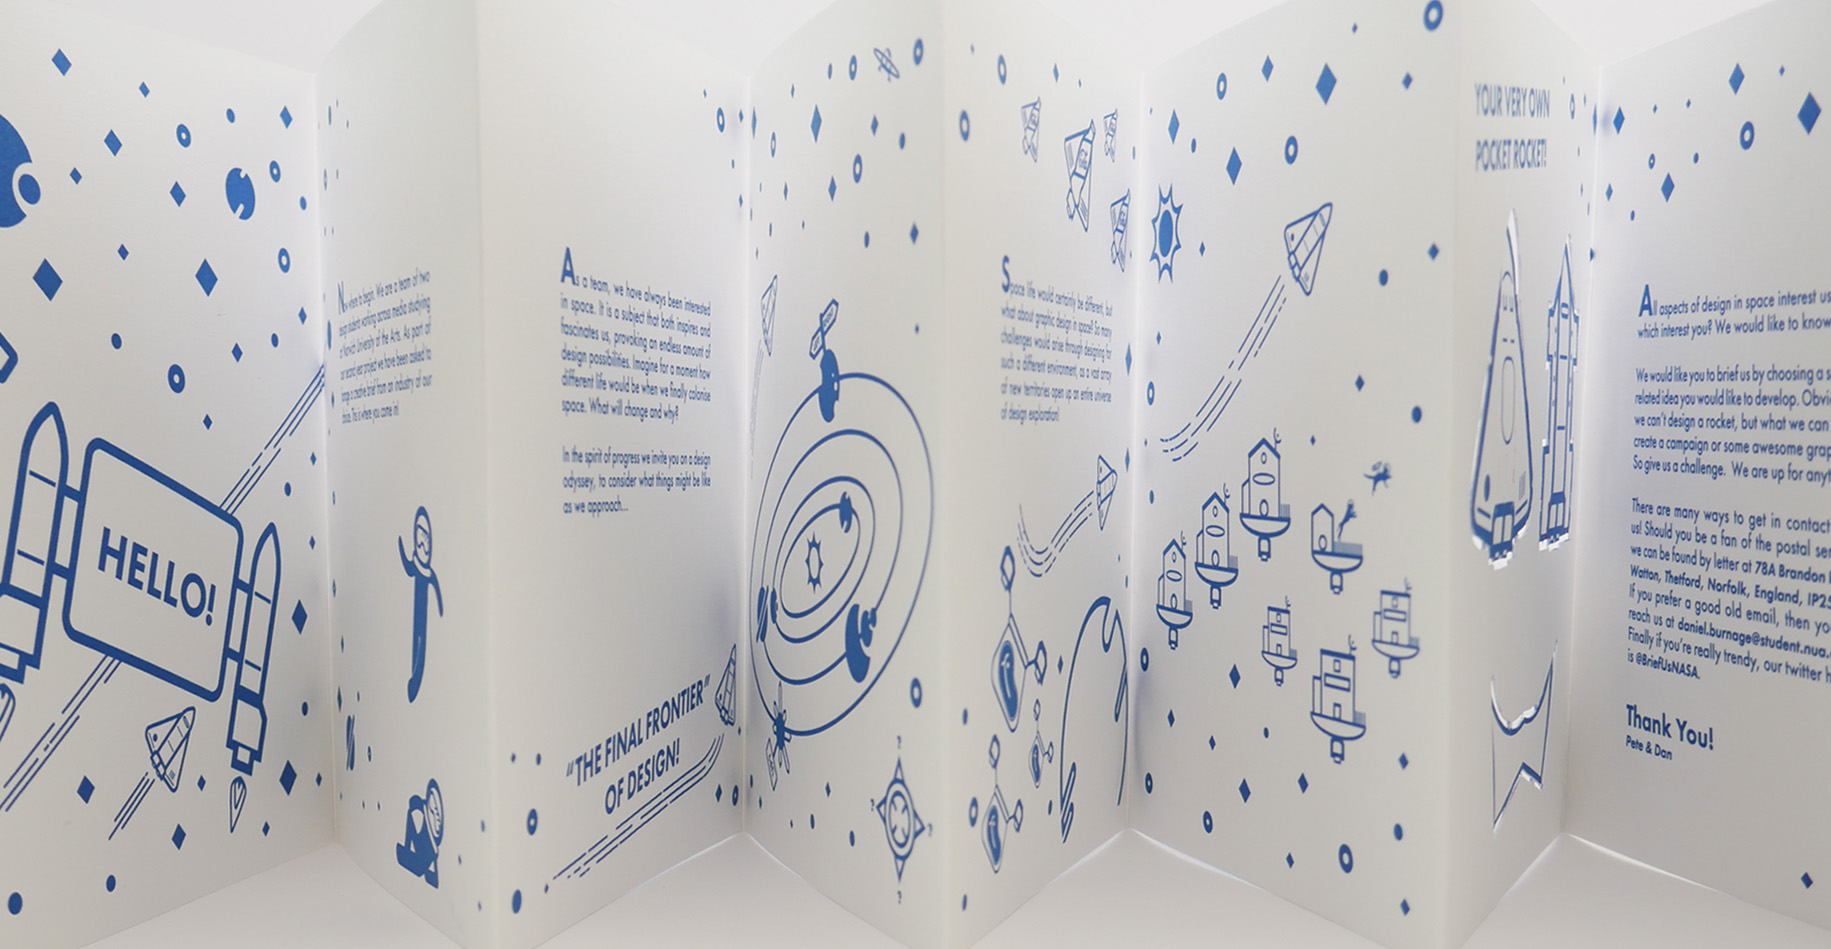 HELLO!
Now where to begin. We are a team of two
design students working across media studying
at Norwich University of the Arts. As part of
our second year project we have been asked to
forge a creative brief from an industry of our
choice. This is where you come in!
As a team, we have always been interested
in space. It is a subject that both inspires and
fascinates us, provoking an endless amount of
design possibilities. Imagine for a moment how
different life would be when we finally colonise
space. What will change and why?
In the spirit of progress we invite you on a design
odyssey, to consider what things might be like
as we approach...
"THE FINAL FRONTIER"
OF DESIGN!
Space life would certainly be different, but
what about graphic design in space? So many
challenges would arise through designing for
such a different environment, as a vast array
of new territories open up an entire universe
of design exploration!
YOUR VERY OWN
POCKET ROCKET!
All aspects of design in space interest us
which interest you? We would like to know
We would like you to brief us by choosing a s
related idea you would like to develop. Obvi
we can't design a rocket, but what we can
create a campaign or some awesome grap
So give us a challenge. We are up for anyt
There are many ways to get in contact
us! Should you be a fan of the postal ser
we can be found by letter at 78A Brandon
Watton, Thetford, Norfolk, England, IP25
If you prefer a good old email, then yo
reach us at daniel.burnage@student.nua.
Finally if you're really trendy, our twitter h
is @BriefUsNASA.
Thank You!
Pete & Dan